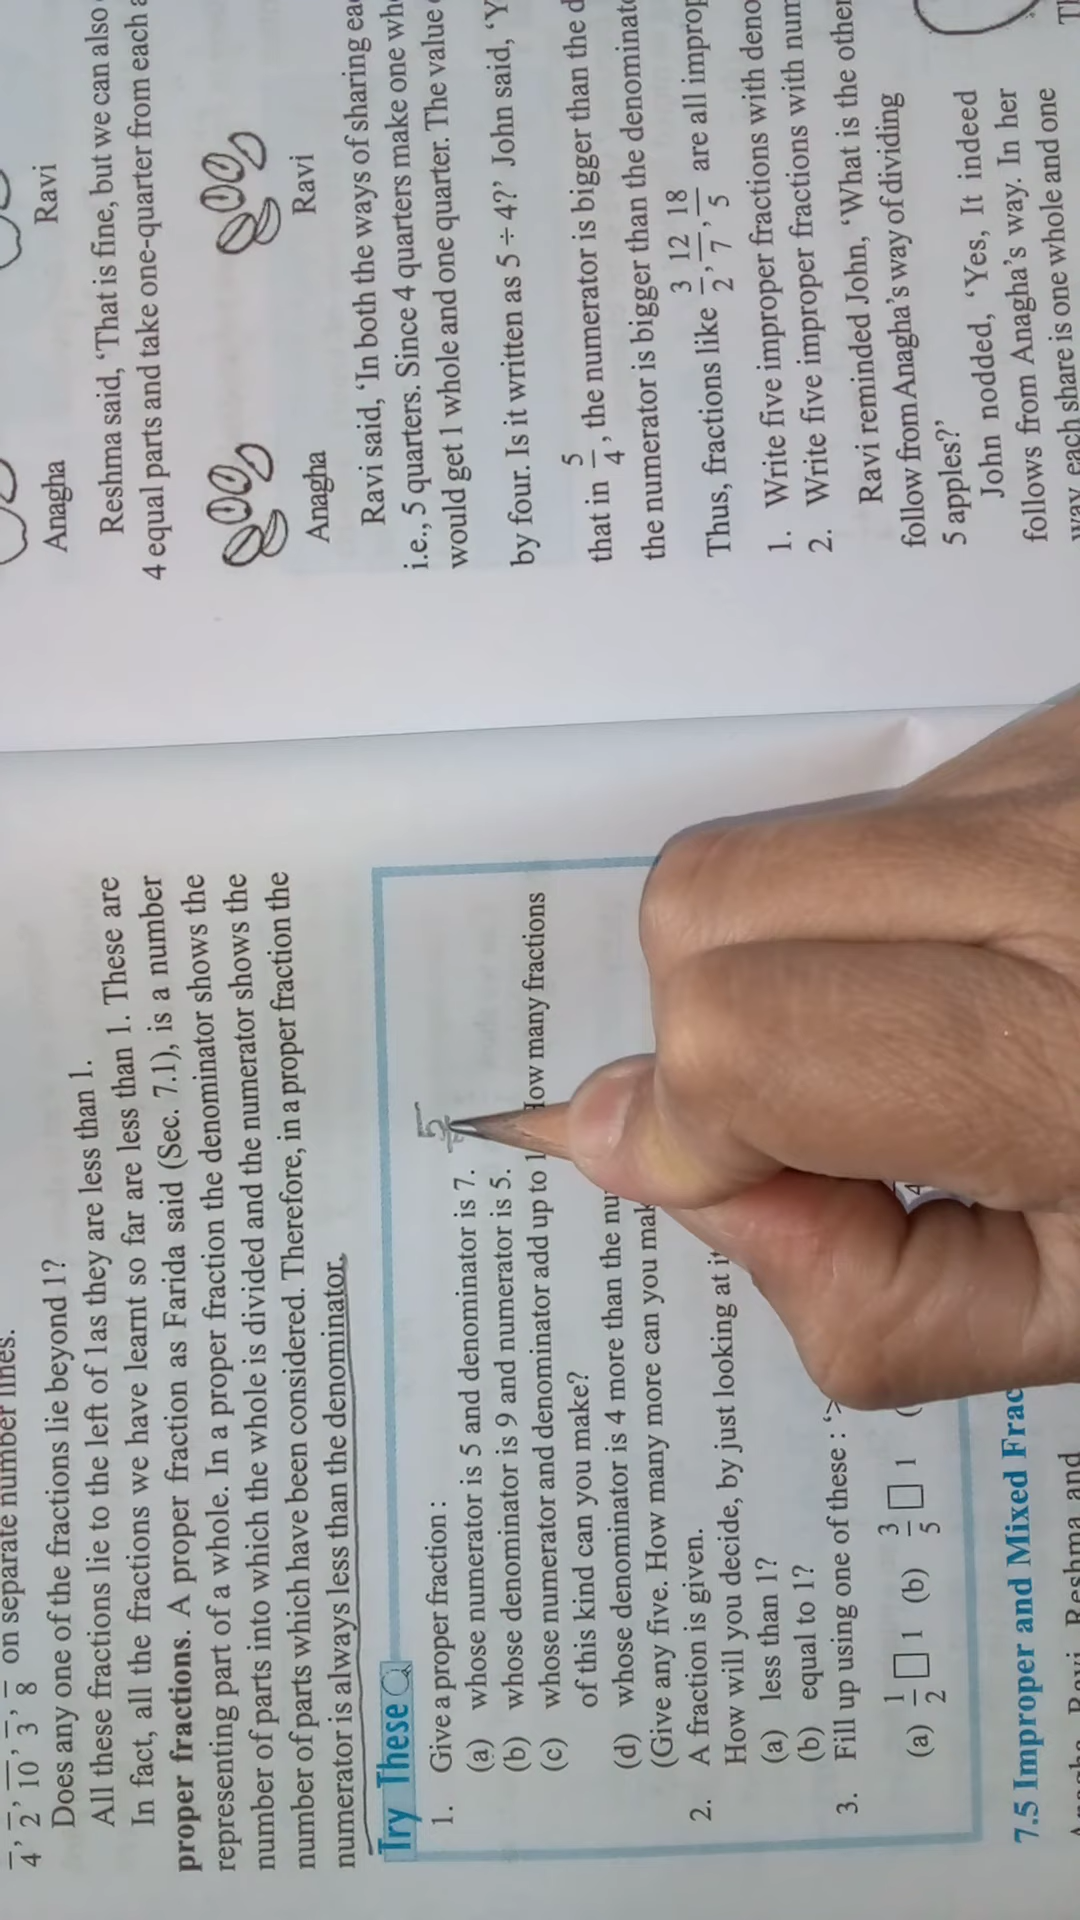 on separate number lines.
4, 2, 10, 3, 8
Does any one of the fractions lie beyond 1?
All these fractions lie to the left of 1as they are less than 1.
In fact, all the fractions we have learnt so far are less than 1. These are
proper fractions. A proper fraction as Farida said (Sec. 7.1), is a number
representing part of a whole. In a proper fraction the denominator shows the
number of parts into which the whole is divided and the numerator shows the
number of parts which have been considered. Therefore, in a proper fraction the
numerator is always less than the denominator.
Try These
1. Give a proper fraction :
(a) whose numerator is 5 and denominator is 7. 5
(b) whose denominator is 9 and numerator is 5.
(c) whose numerator and denominator add up to many fractions
of this kind can you make?
(d) whose denominator is 4 more than the
(Give any five. How many more can you
2. A fraction is given.
How will you decide, by just looking at
(a) less than 1?
(b) equal to 1?
3. Fill up using one of these : '>
(a) 1/2 □ 1 (b) 3/5 □ 1 (
7.5 Improper and Mixed
Ravi, Reshma and
Anagha Ravi
Reshma said, 'That is fine, but we can also
4 equal parts and take one-quarter from each
Anagha Ravi
Ravi said, 'In both the ways of sharing
i.e., 5 quarters. Since 4 quarters make one
would get 1 whole and one quarter. The value
by four. Is it written as 5 ÷ 4?' John said,
that in 5/4, the numerator is bigger than the
the numerator is bigger than the
Thus, fractions like 3/2, 12/7, 18/5 are all
1. Write five improper fractions with
2. Write five improper fractions with
Ravi reminded John, 'What is the other
follow from Anagha's way of dividing
5 apples?'
John nodded, 'Yes, It indeed
follows from Anagha's way. In her
way, each share is one whole and one